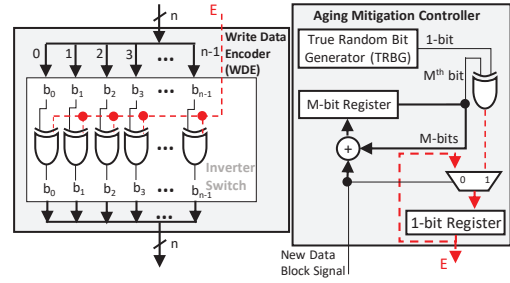 n
E
Write Data
Encoder
(WDE)
0 1 2 3 ••• n-1
b0 b1 b2 b3 ••• bn-1
Inverter
Switch
b0 b1 b2 b3 ••• bn-1
•••
n
Aging Mitigation Controller
True Random Bit
Generator (TRBG)
1-bit
Mth bit
M-bit Register
M-bits
+
0 1
1-bit Register
New Data
Block Signal
E